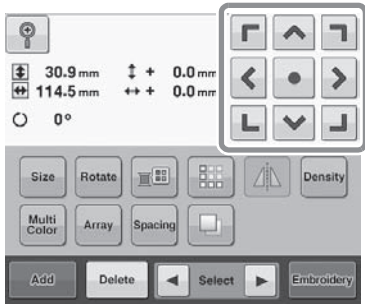 30.9 mm + 0.0 mm
114.5 mm + 0.0 mm
0°
Size Rotate Density
Multi Color Array Spacing
Add Delete Select Embroidery